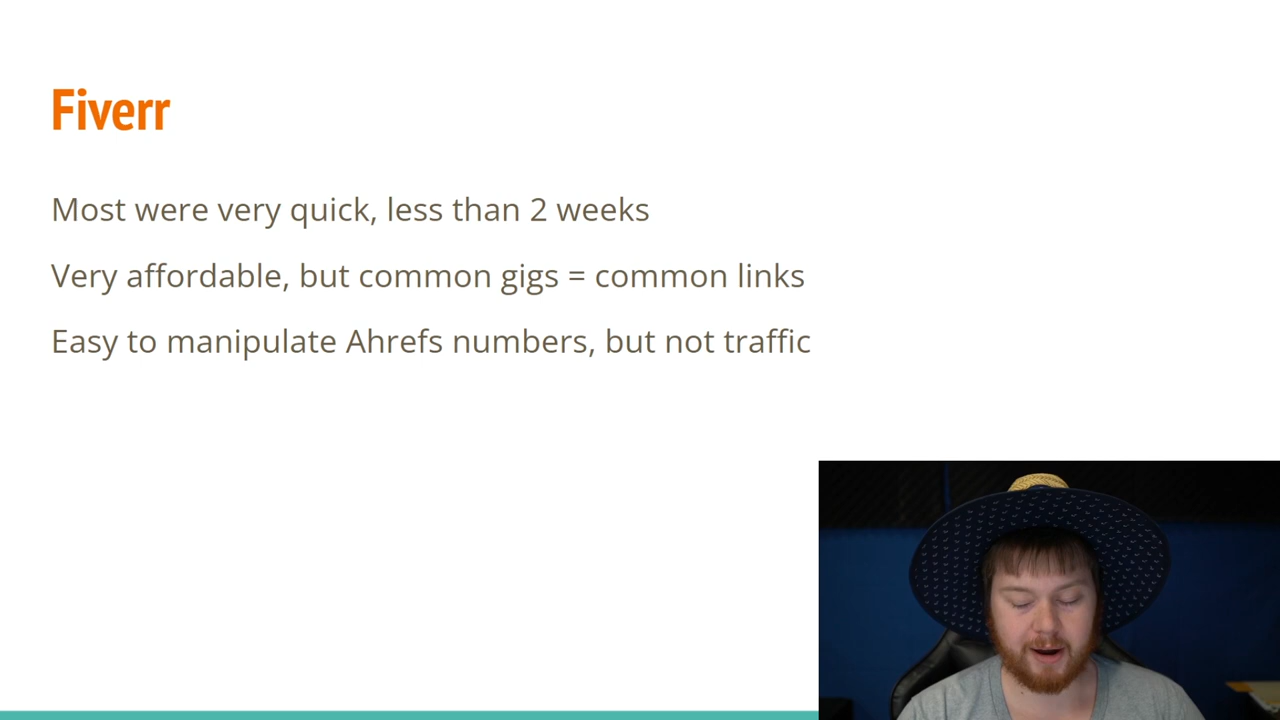 Fiverr
Most were very quick, less than 2 weeks
Very affordable, but common gigs = common links
Easy to manipulate Ahrefs numbers, but not traffic